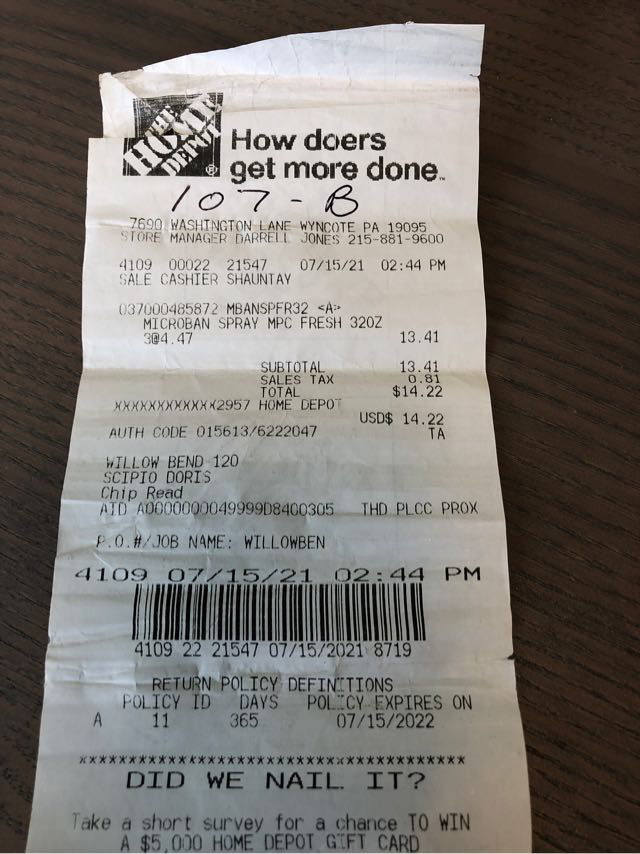 THE HOME DEPOT
How doers
get more done™
107-B
7690 WASHINGTON LANE WYNCOTE PA 19095
STORE MANAGER DARRELL JONES 215-881-9600
4109 00022 21547 07/15/21 02:44 PM
SALE CASHIER SHAUNTAY
037000485872 MBANSPFR32 <A>
MICROBAN SPRAY MPC FRESH 32OZ
3@4.47 13.41
SUBTOTAL 13.41
SALES TAX 0.81
TOTAL $14.22
XXXXXXXXXXXX2957 HOME DEPOT
USD$ 14.22
AUTH CODE 015613/6222047 TA
WILLOW BEND 120
SCIPIO DORIS
Chip Read
AID A0000000049999D8400305 THD PLCC PROX
P.O.#/JOB NAME: WILLOWBEN
4109 07/15/21 02:44 PM
4109 22 21547 07/15/2021 8719
RETURN POLICY DEFINITIONS
POLICY ID DAYS POLICY EXPIRES ON
A 11 365 07/15/2022
*******************************************
DID WE NAIL IT?
Take a short survey for a chance TO WIN
A $5,000 HOME DEPOT GIFT CARD